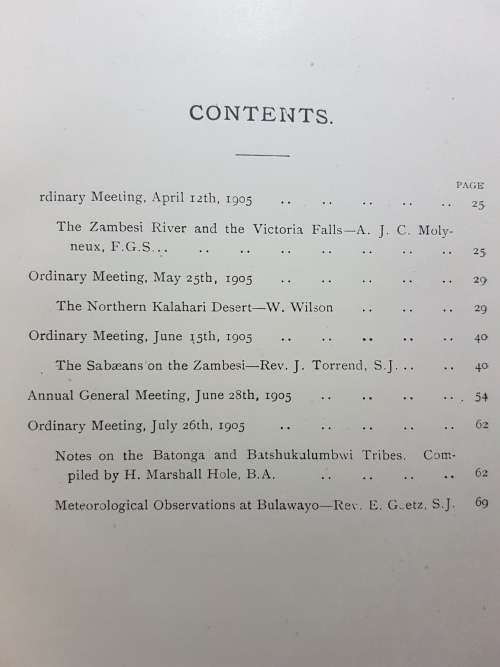 CONTENTS.
PAGE
rdinary Meeting, April 12th, 1905 .. .. .. .. .. 25
The Zambesi River and the Victoria Falls—A. J. C. Moly-
neux, F.G.S... .. .. .. .. .. .. .. 25
Ordinary Meeting, May 25th, 1905 .. .. .. .. .. 29
The Northern Kalahari Desert—W. Wilson .. .. .. 29
Ordinary Meeting, June 15th, 1905 .. .. .. .. .. 40
The Sabæans on the Zambesi—Rev. J. Torrend, S.J. .. .. 40
Annual General Meeting, June 28th, 1905 .. .. .. .. 54
Ordinary Meeting, July 26th, 1905 .. .. .. .. .. 62
Notes on the Batonga and Batshukulumbwi Tribes. Com-
piled by H. Marshall Hole, B.A. .. .. .. .. 62
Meteorological Observations at Bulawayo—Rev. E. G_etz, S.J. 69